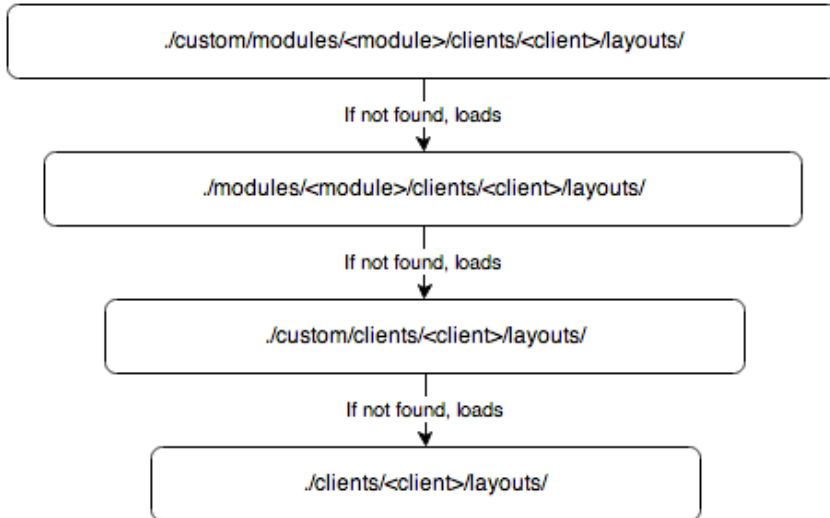 ./custom/modules/<module>/clients/<client>/layouts/
If not found, loads
./modules/<module>/clients/<client>/layouts/
If not found, loads
./custom/clients/<client>/layouts/
If not found, loads
./clients/<client>/layouts/